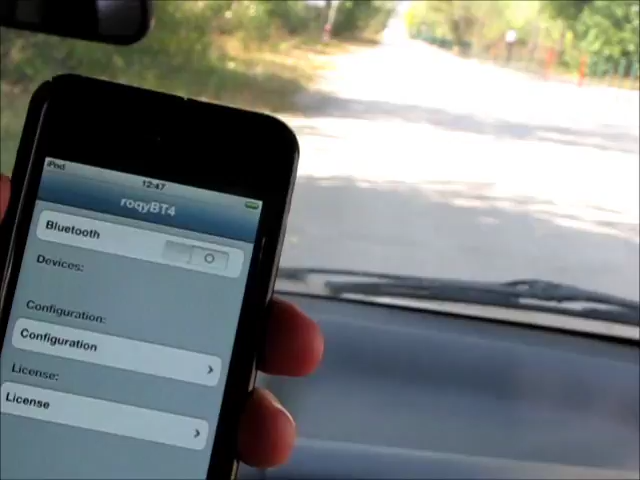 iPod
12:47
roqyBT4
Bluetooth
Devices:
Configuration:
Configuration
License:
License